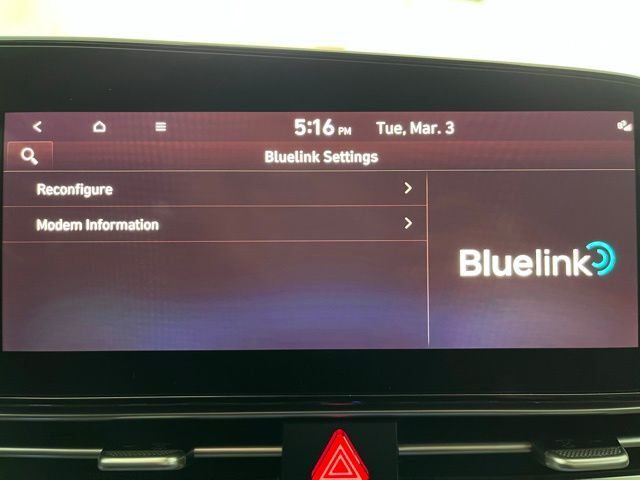 5:16 PM Tue, Mar. 3
Bluelink Settings
Reconfigure
Modem Information
Bluelink